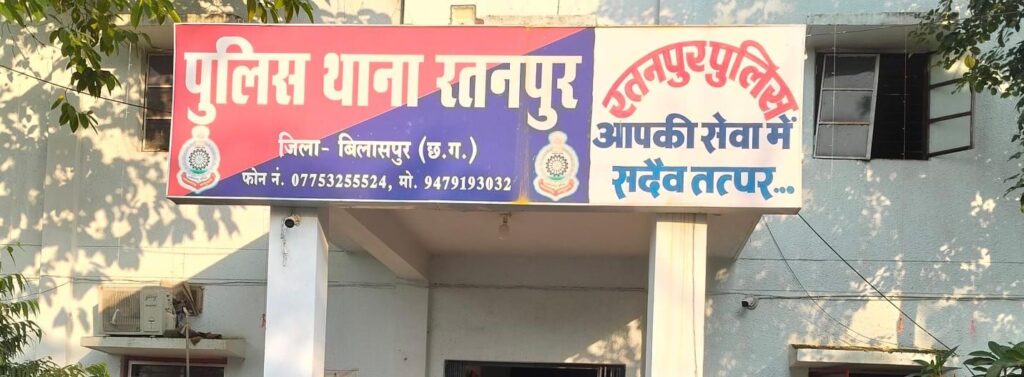 पुलिस थाना रतनपुर
जिला- बिलासपुर (छ.ग.)
फोन नं. 07753255524, मो. 9479193032
रतनपुर पुलिस
आपकी सेवा में
सदैव तत्पर...